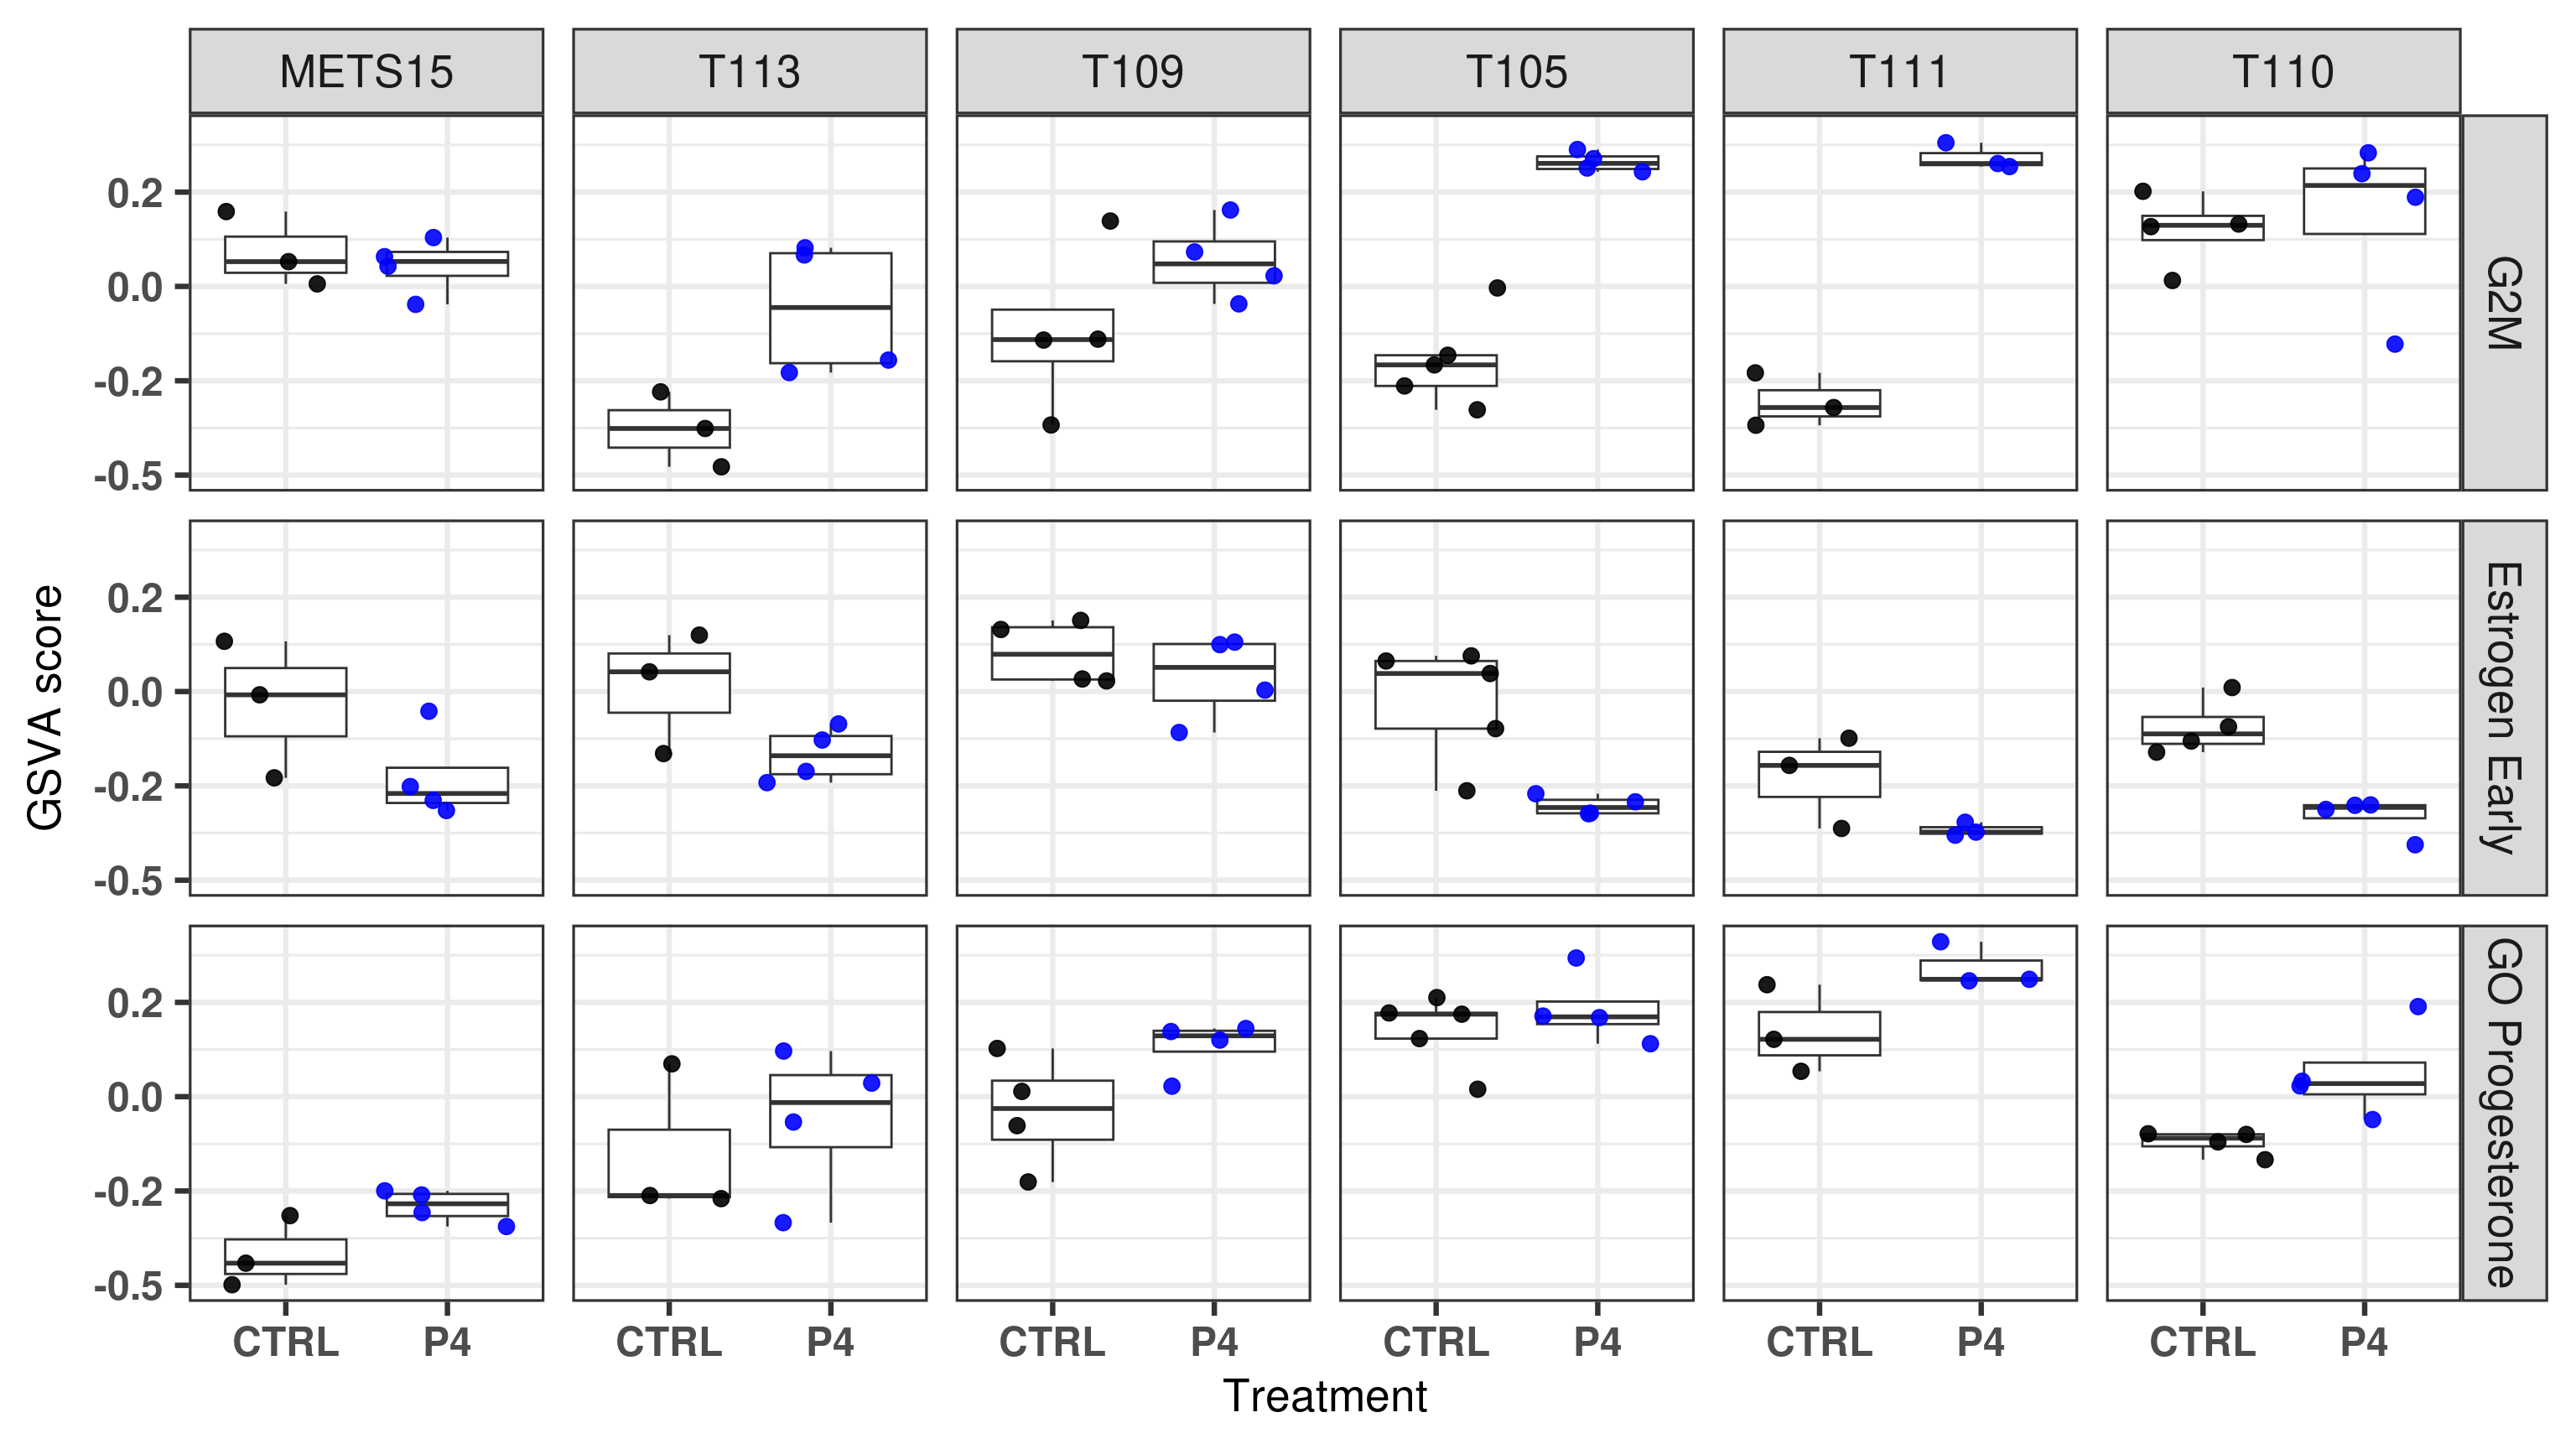 METS15 T113 T109 T105 T111 T110
0.2
0.0
-0.2
-0.5
G2M
0.2
0.0
-0.2
-0.5
Estrogen Early
GSVA score
0.2
0.0
-0.2
-0.5
GO Progesterone
CTRL P4 CTRL P4 CTRL P4 CTRL P4 CTRL P4 CTRL P4
Treatment